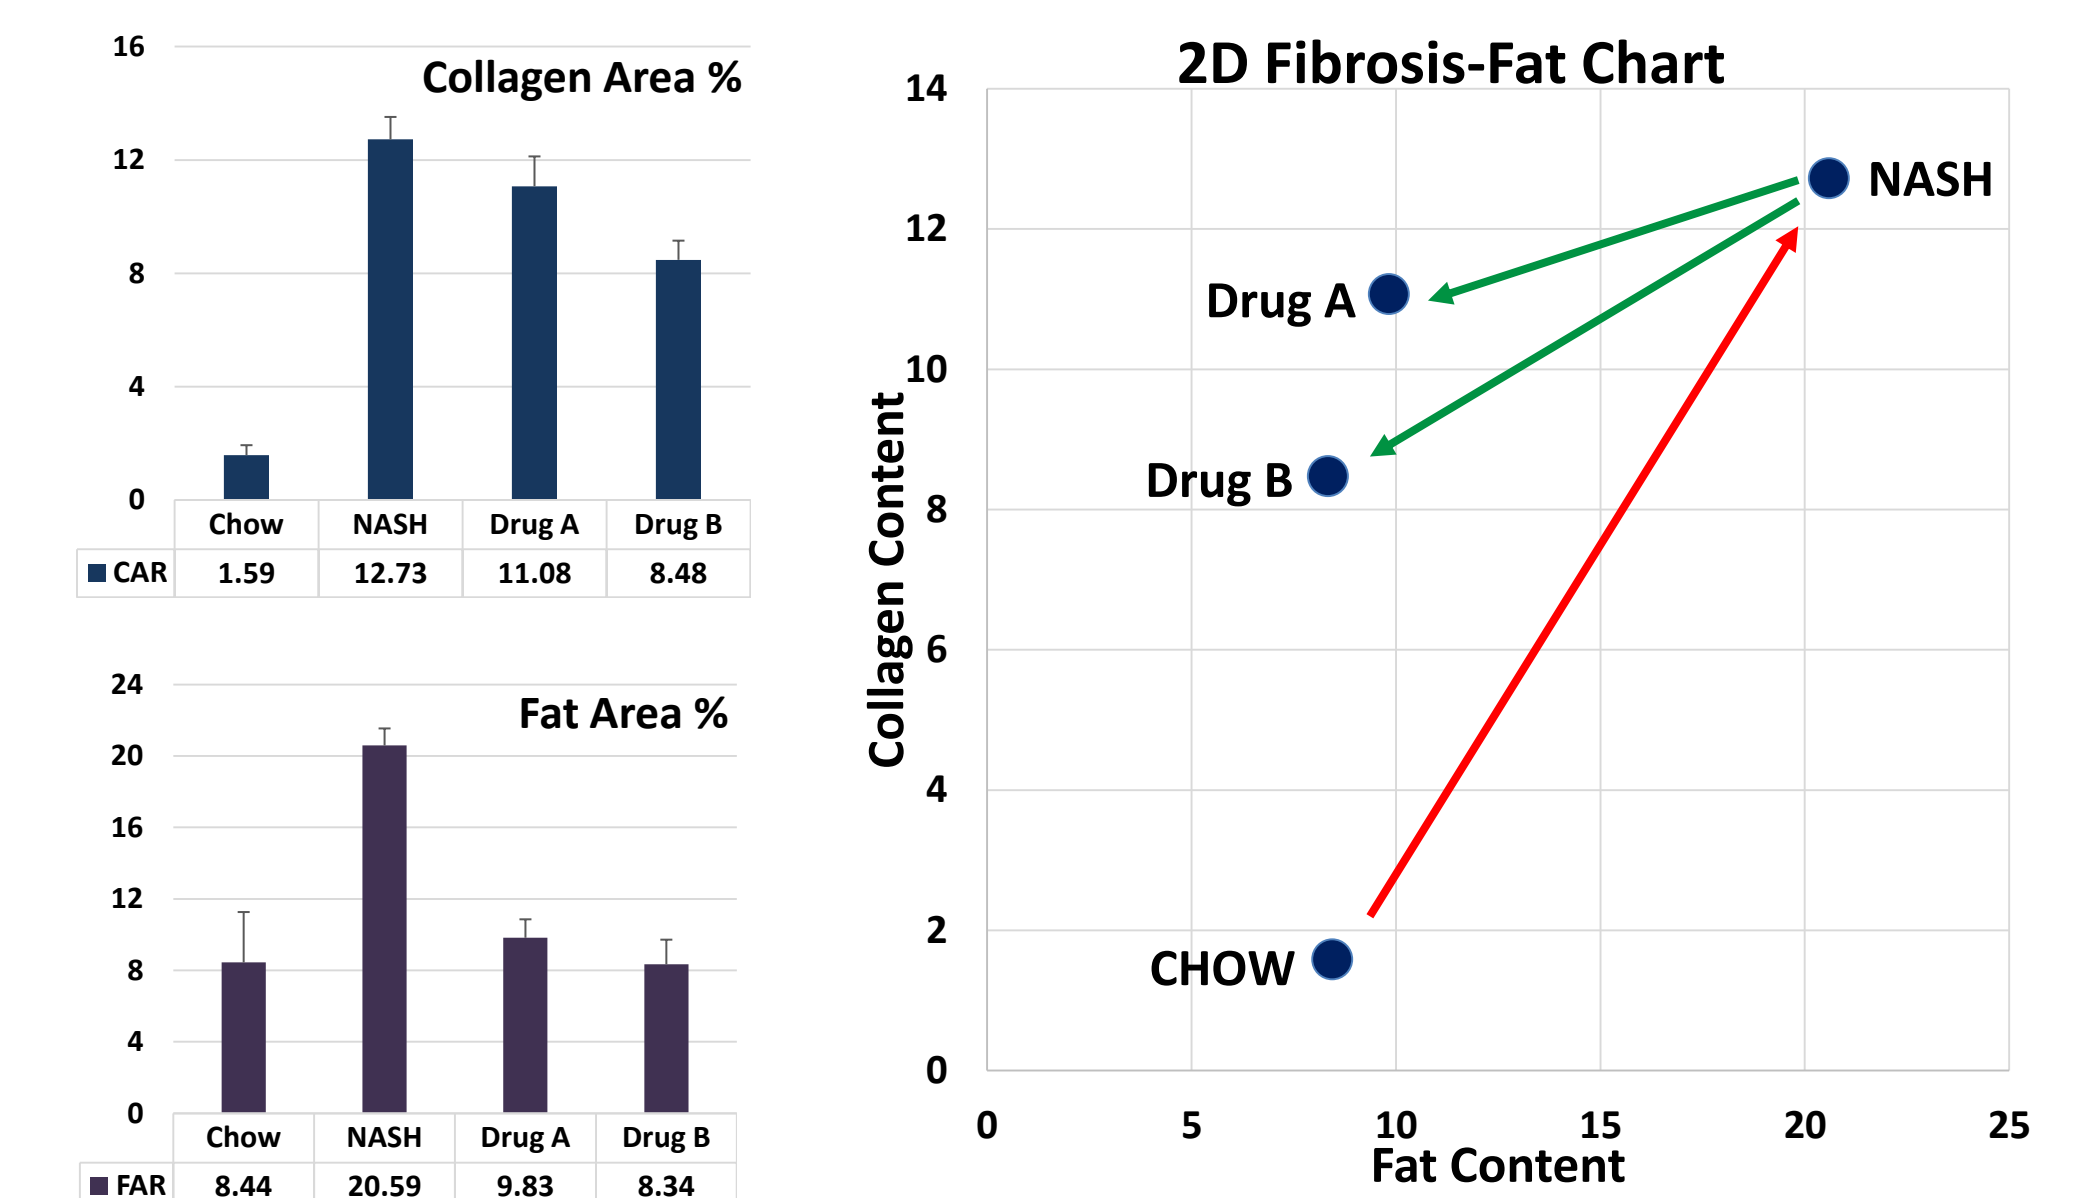 Collagen Area %
16
12
8
4
0
Chow NASH Drug A Drug B
CAR 1.59 12.73 11.08 8.48
Fat Area %
24
20
16
12
8
4
0
Chow NASH Drug A Drug B
FAR 8.44 20.59 9.83 8.34
2D Fibrosis-Fat Chart
Collagen Content
14
12
10
8
6
4
2
0
NASH
Drug A
Drug B
CHOW
0 5 10 15 20 25
Fat Content